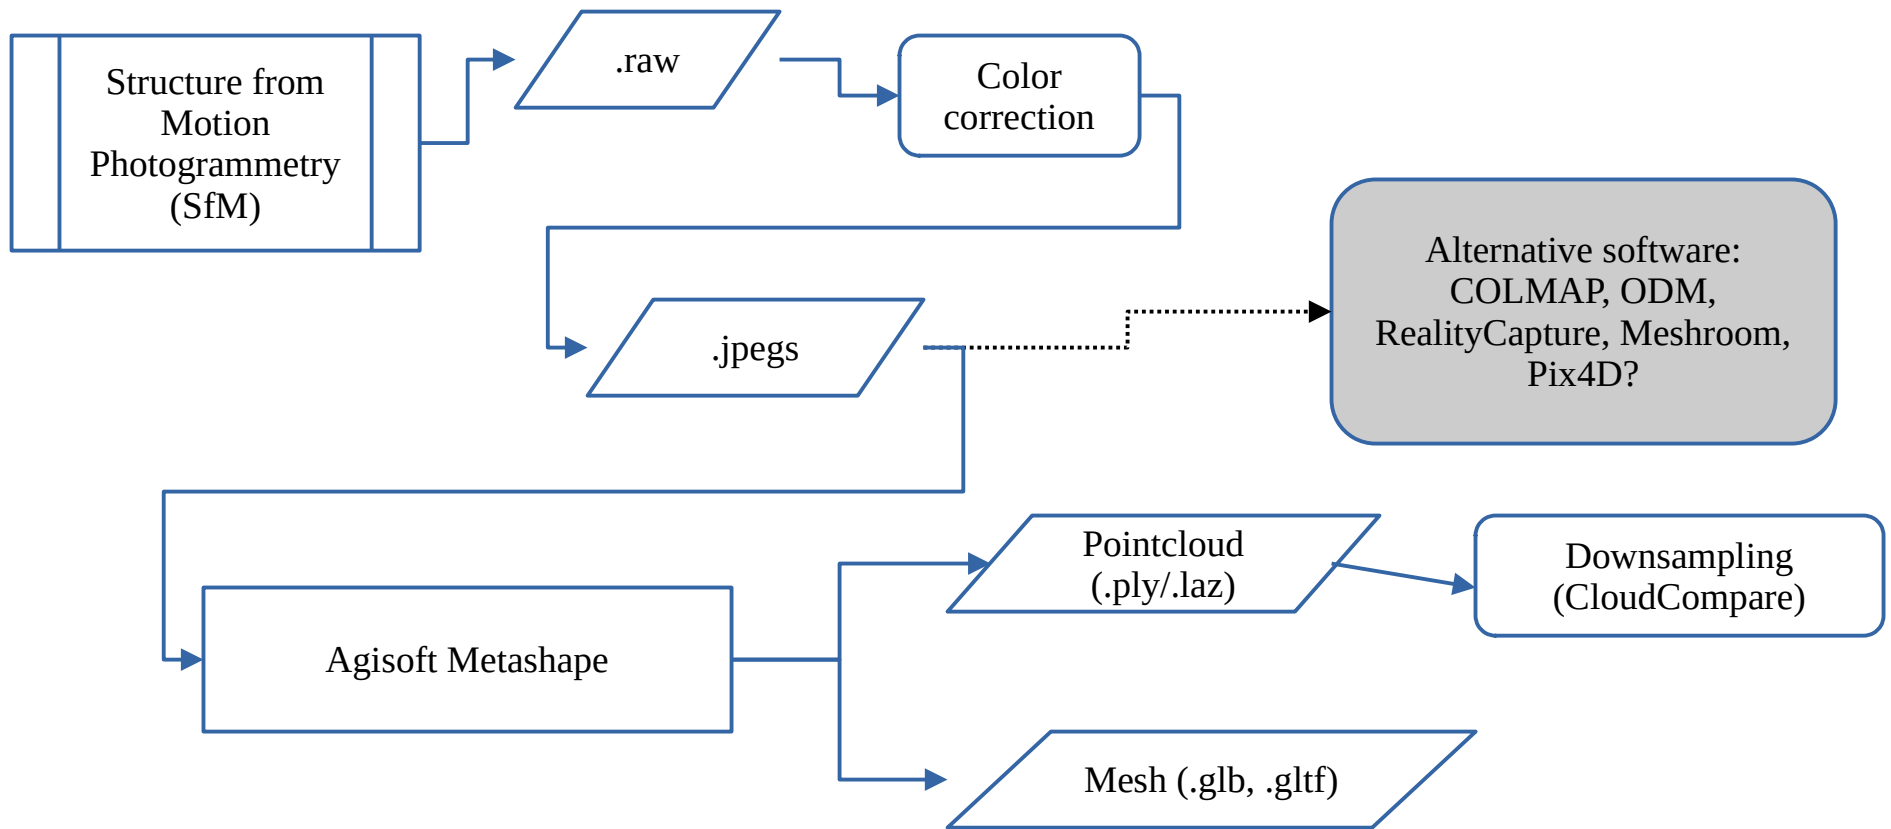 Structure from
Motion
Photogrammetry
(SfM)
.raw
Color
correction
.jpegs
Alternative software:
COLMAP, ODM,
RealityCapture, Meshroom,
Pix4D?
Agisoft Metashape
Pointcloud
(.ply/.laz)
Downsampling
(CloudCompare)
Mesh (.glb, .gltf)